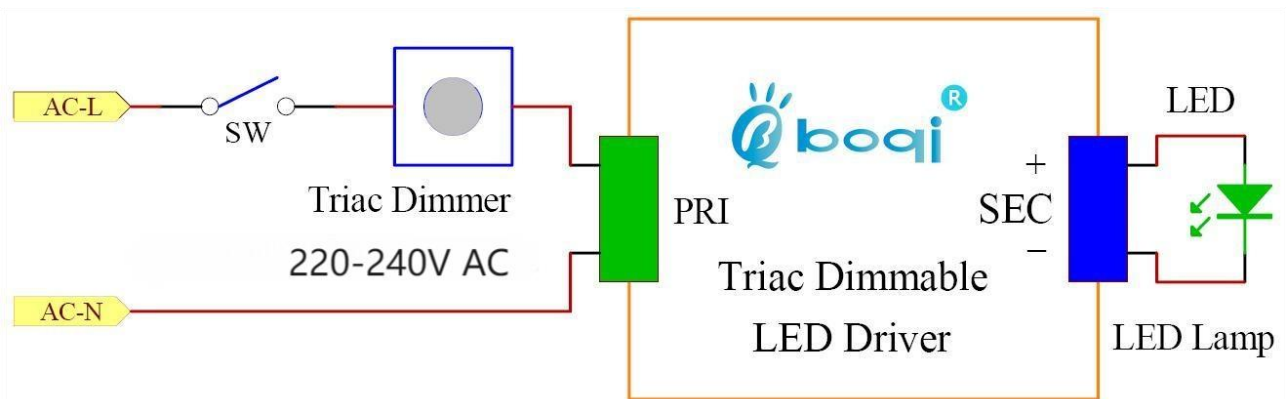 AC-L
SW
Triac Dimmer
220-240V AC
AC-N
boqi®
PRI
+
SEC
−
Triac Dimmable
LED Driver
LED
LED Lamp